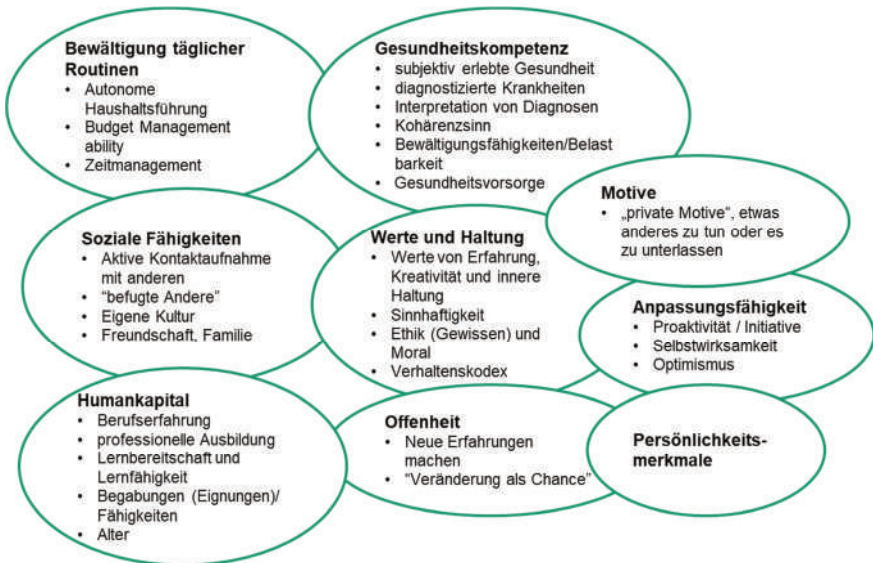 Bewältigung täglicher
Routinen
• Autonome
Haushaltsführung
• Budget Management
ability
• Zeitmanagement
Gesundheitskompetenz
• subjektiv erlebte Gesundheit
• diagnostizierte Krankheiten
• Interpretation von Diagnosen
• Kohärenzsinn
• Bewältigungsfähigkeiten/Belast
barkeit
• Gesundheitsvorsorge
Motive
• „private Motive“, etwas
anderes zu tun oder es
zu unterlassen
Soziale Fähigkeiten
• Aktive Kontaktaufnahme
mit anderen
• “befugte Andere”
• Eigene Kultur
• Freundschaft, Familie
Werte und Haltung
• Werte von Erfahrung,
Kreativität und innere
Haltung
• Sinnhaftigkeit
• Ethik (Gewissen) und
Moral
• Verhaltenskodex
Anpassungsfähigkeit
• Proaktivität / Initiative
• Selbstwirksamkeit
• Optimismus
Humankapital
• Berufserfahrung
• professionelle Ausbildung
• Lernbereitschaft und
Lernfähigkeit
• Begabungen (Eignungen)/
Fähigkeiten
• Alter
Offenheit
• Neue Erfahrungen
machen
• “Veränderung als Chance”
Persönlichkeits-
merkmale